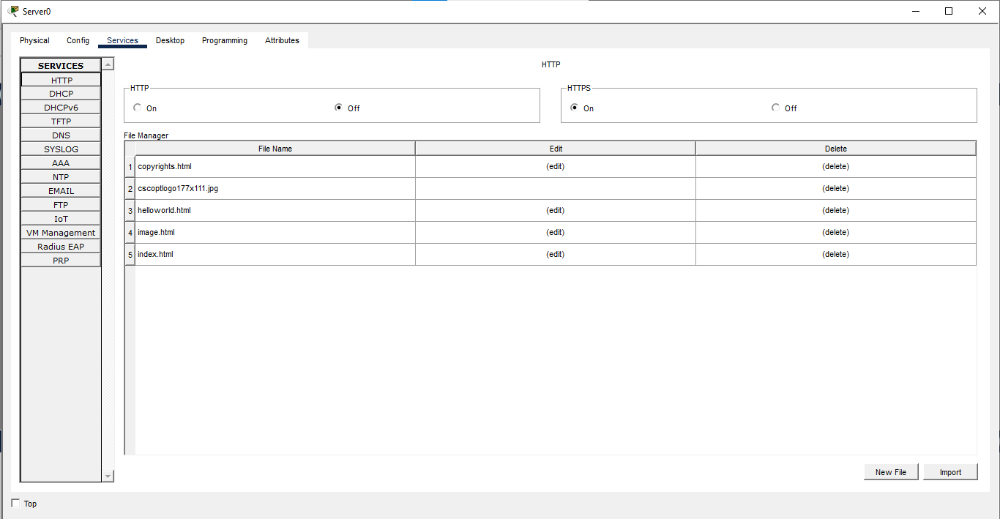 Server0
Physical Config Services Desktop Programming Attributes
SERVICES
HTTP
DHCP
DHCPv6
TFTP
DNS
SYSLOG
AAA
NTP
EMAIL
FTP
IoT
VM Management
Radius EAP
PRP
HTTP
HTTP
On Off
HTTPS
On Off
File Manager
File Name Edit Delete
1 copyrights.html (edit) (delete)
2 cscoptlogo177x111.jpg (delete)
3 helloworld.html (edit) (delete)
4 image.html (edit) (delete)
5 index.html (edit) (delete)
New File Import
Top